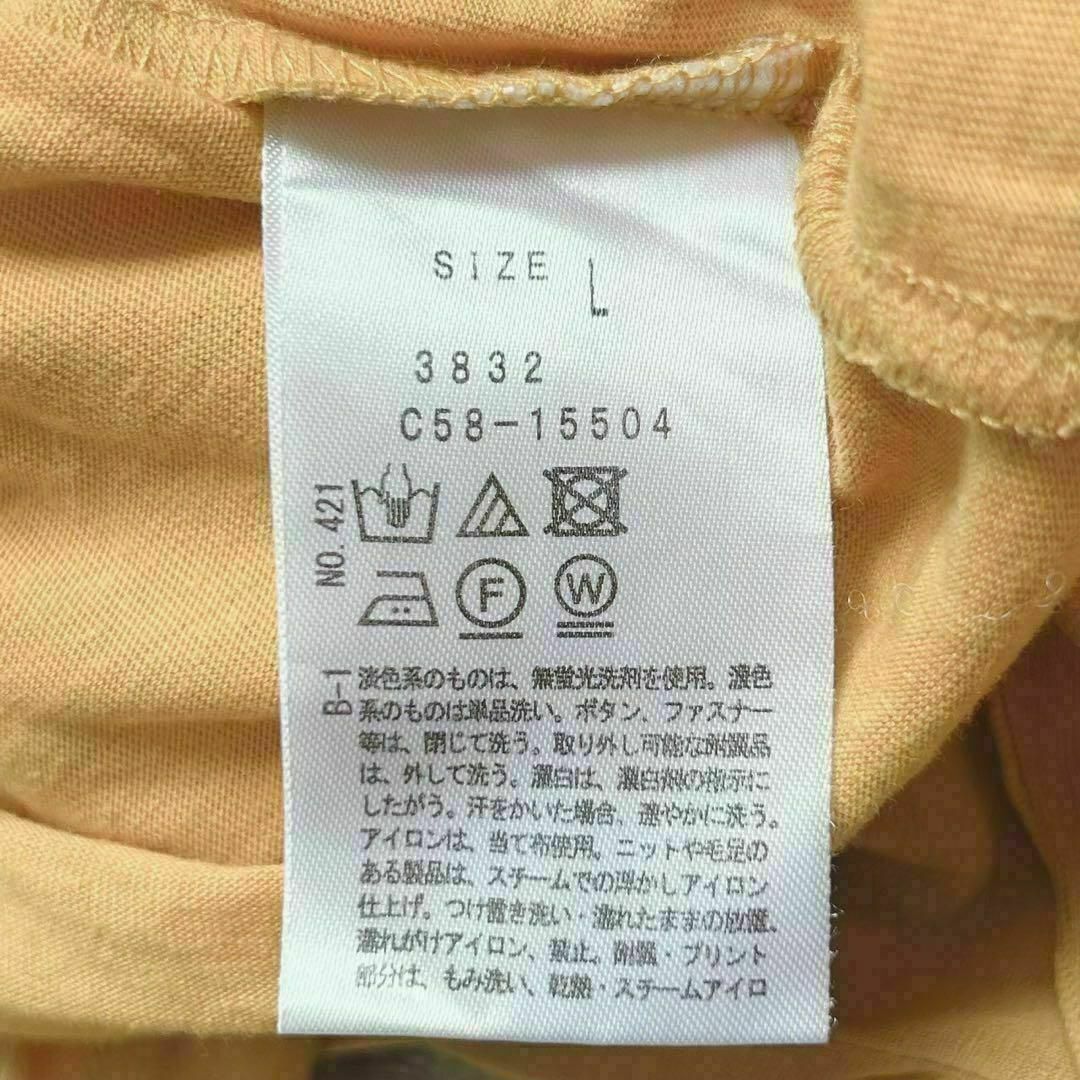 SIZE L
3832
C58-15504
NO. 421
F W
B-1
淡色系のものは、無蛍光洗剤を使用。濃色
系のものは単品洗い。ボタン、ファスナー
等は、閉じて洗う。取り外し可能な附属品
は、外して洗う。漂白は、漂白剤の指示に
したがう。汗をかいた場合、速やかに洗う。
アイロンは、当て布使用。ニットや毛足の
ある製品は、スチームでの浮かしアイロン
仕上げ。つけ置き洗い・濡れたままの放置、
濡れがけアイロン、禁止。附属・プリント
部分は、もみ洗い、乾熱・スチームアイロ